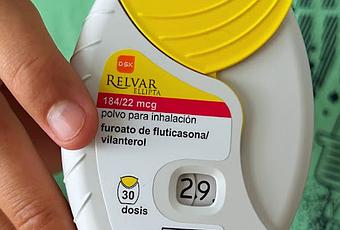 GSK
RELVAR
ELLIPTA
184/22 mcg
polvo para inhalación
furoato de fluticasona/
vilanterol
29
30
dosis